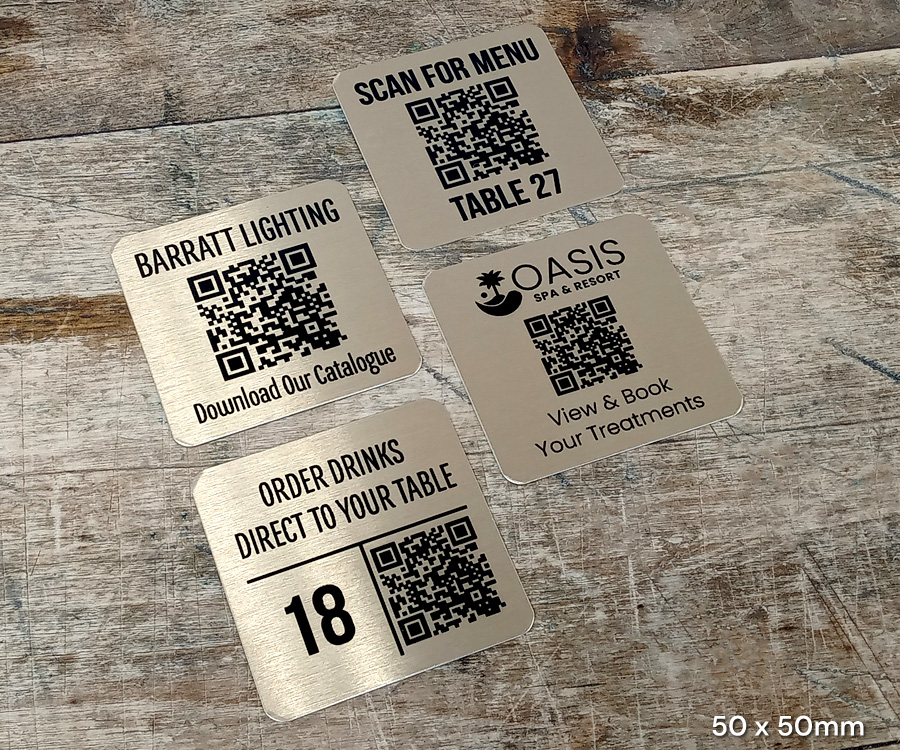 SCAN FOR MENU
TABLE 27
BARRATT LIGHTING
Download Our Catalogue
OASIS
SPA & RESORT
View & Book
Your Treatments
ORDER DRINKS
DIRECT TO YOUR TABLE
18
50 x 50mm